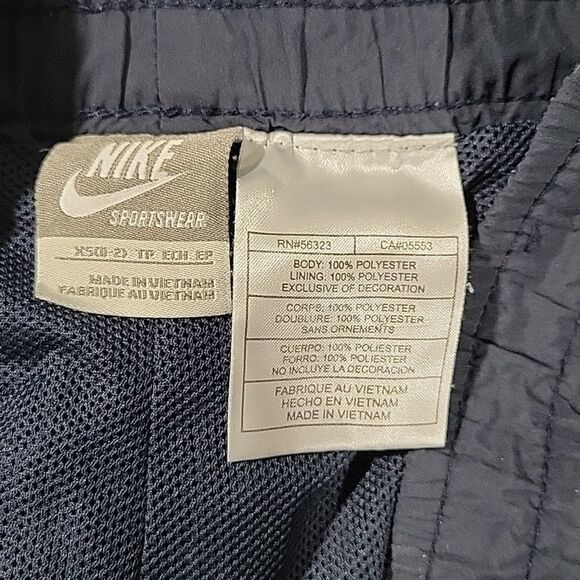 NIKE
SPORTSWEAR
XS(0-2) TP ECH EP
MADE IN VIETNAM
FABRIQUE AU VIETNAM
RN#56323 CA#05553
BODY: 100% POLYESTER
LINING: 100% POLYESTER
EXCLUSIVE OF DECORATION
CORPS: 100% POLYESTER
DOUBLURE: 100% POLYESTER
SANS ORNEMENTS
CUERPO: 100% POLIESTER
FORRO: 100% POLIESTER
NO INCLUYE LA DECORACION
FABRIQUE AU VIETNAM
HECHO EN VIETNAM
MADE IN VIETNAM